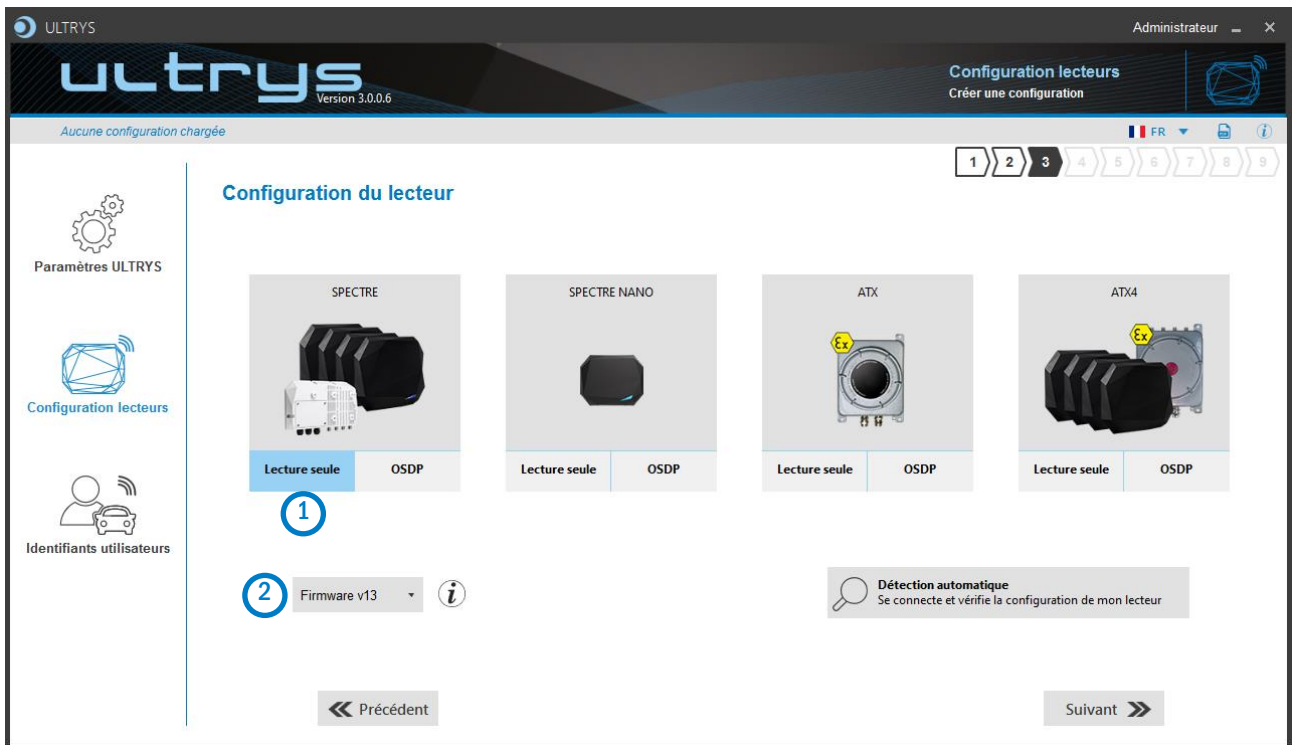 ULTRYS
Administrateur
ultrys
Version 3.0.0.6
Configuration lecteurs
Créer une configuration
Aucune configuration chargée
FR
1 2 3 4 5 6 7 8 9
Configuration du lecteur
Paramètres ULTRYS
Configuration lecteurs
Identifiants utilisateurs
SPECTRE
SPECTRE NANO
ATX
ATX4
Ex
Ex
Lecture seule OSDP
Lecture seule OSDP
Lecture seule OSDP
Lecture seule OSDP
1
2
Firmware v13
i
Détection automatique
Se connecte et vérifie la configuration de mon lecteur
Précédent
Suivant